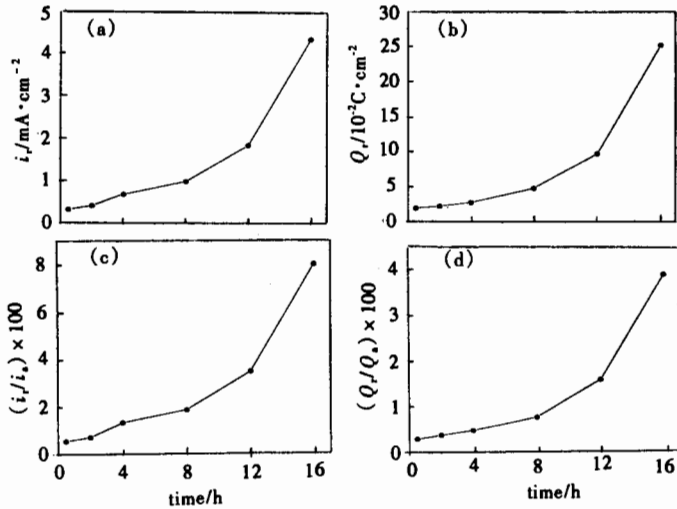 (a)
5
4
3
2
1
0
i_r/mA·cm⁻²
(b)
30
25
20
15
10
5
0
Q_r/10⁻²C·cm⁻²
(c)
8
6
4
2
0
(i_r/i_a)×100
0 4 8 12 16
time/h
(d)
4
3
2
1
0
(Q_r/Q_a)×100
0 4 8 12 16
time/h